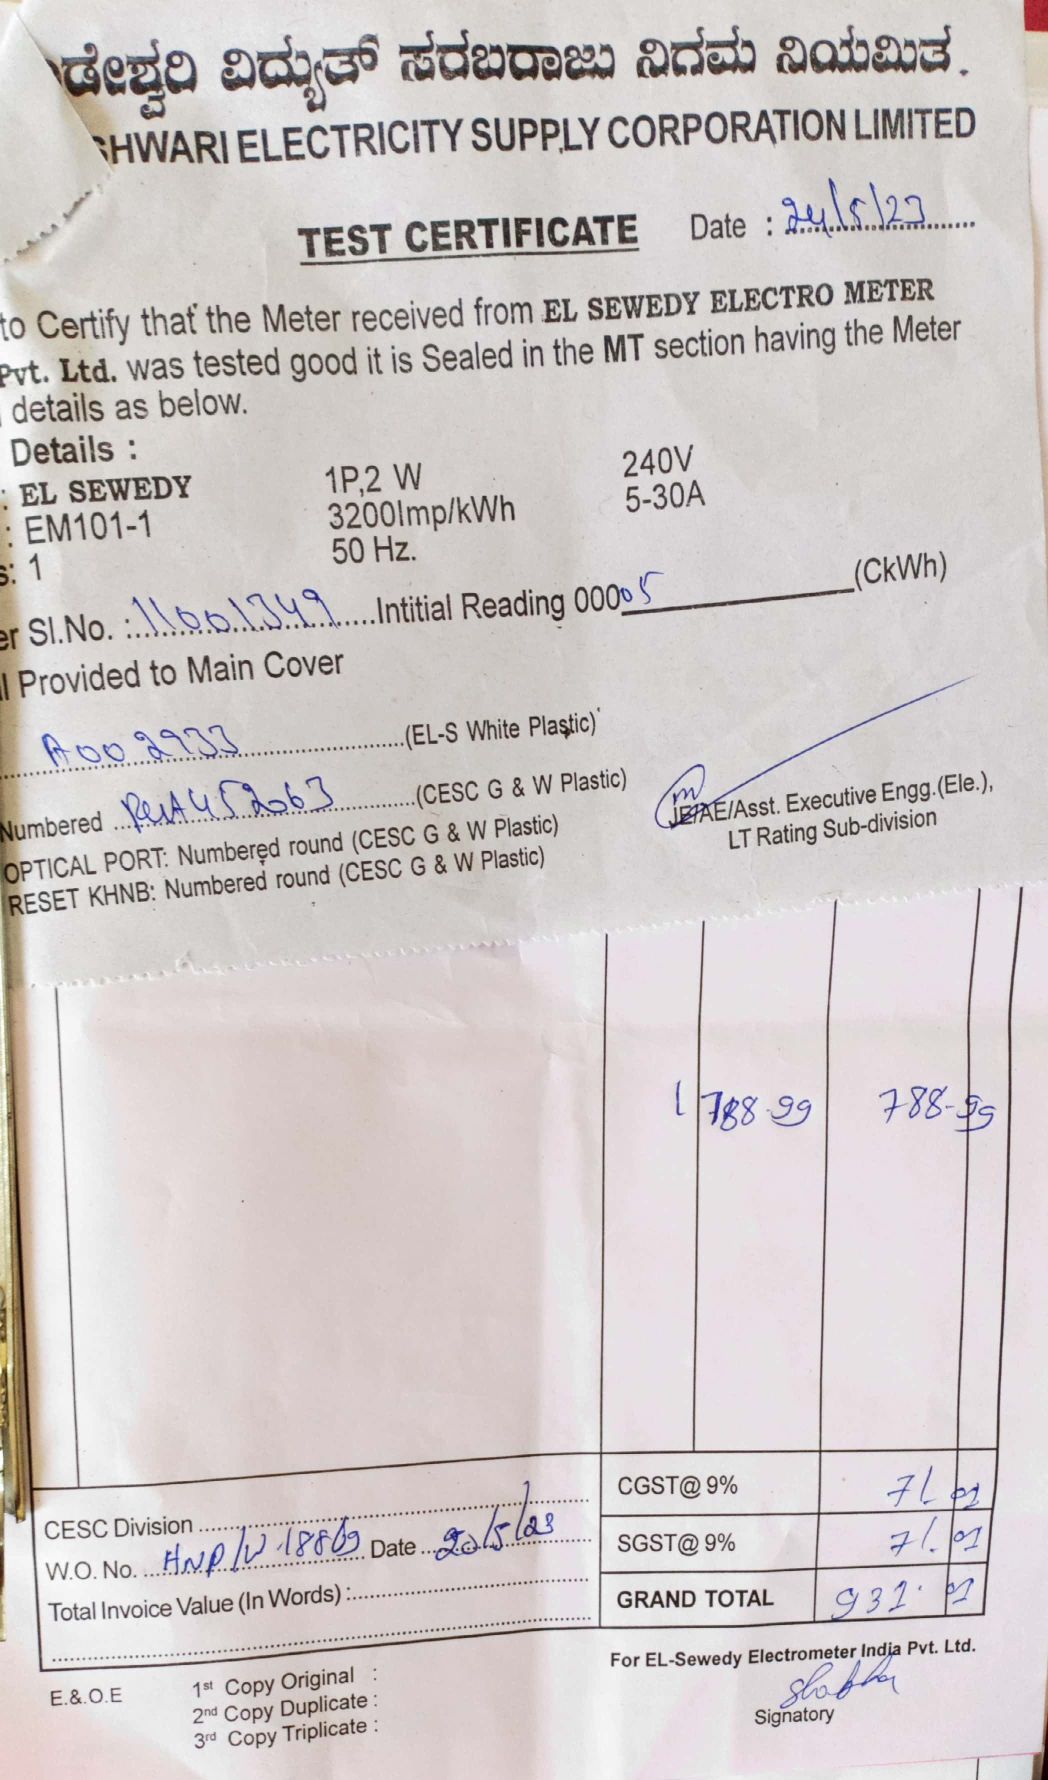 ಡೇಶ್ವರಿ ವಿದ್ಯುತ್ ಸರಬರಾಜು ನಿಗಮ ನಿಯಮಿತ.
SHWARI ELECTRICITY SUPPLY CORPORATION LIMITED
TEST CERTIFICATE Date : 24/5/23
to Certify that the Meter received from EL SEWEDY ELECTRO METER
Pvt. Ltd. was tested good it is Sealed in the MT section having the Meter
details as below.
Details :
: EL SEWEDY 1P,2 W 240V
: EM101-1 3200Imp/kWh 5-30A
s: 1 50 Hz.
er Sl.No. : 11001349 Intitial Reading 00005 (CkWh)
l Provided to Main Cover
A002933 (EL-S White Plastic)
Numbered 452063 (CESC G & W Plastic)
JE/AE/Asst. Executive Engg.(Ele.),
LT Rating Sub-division
OPTICAL PORT: Numbered round (CESC G & W Plastic)
RESET KHNB: Numbered round (CESC G & W Plastic)
1 788-99 788-99
CGST@ 9% 71. 01
SGST@ 9% 71. 01
GRAND TOTAL 931. 01
CESC Division
W.O. No. HNP/W Date 20/5/23
Total Invoice Value (In Words) :
For EL-Sewedy Electrometer India Pvt. Ltd.
Signatory
E.&.O.E
1st Copy Original :
2nd Copy Duplicate :
3rd Copy Triplicate :